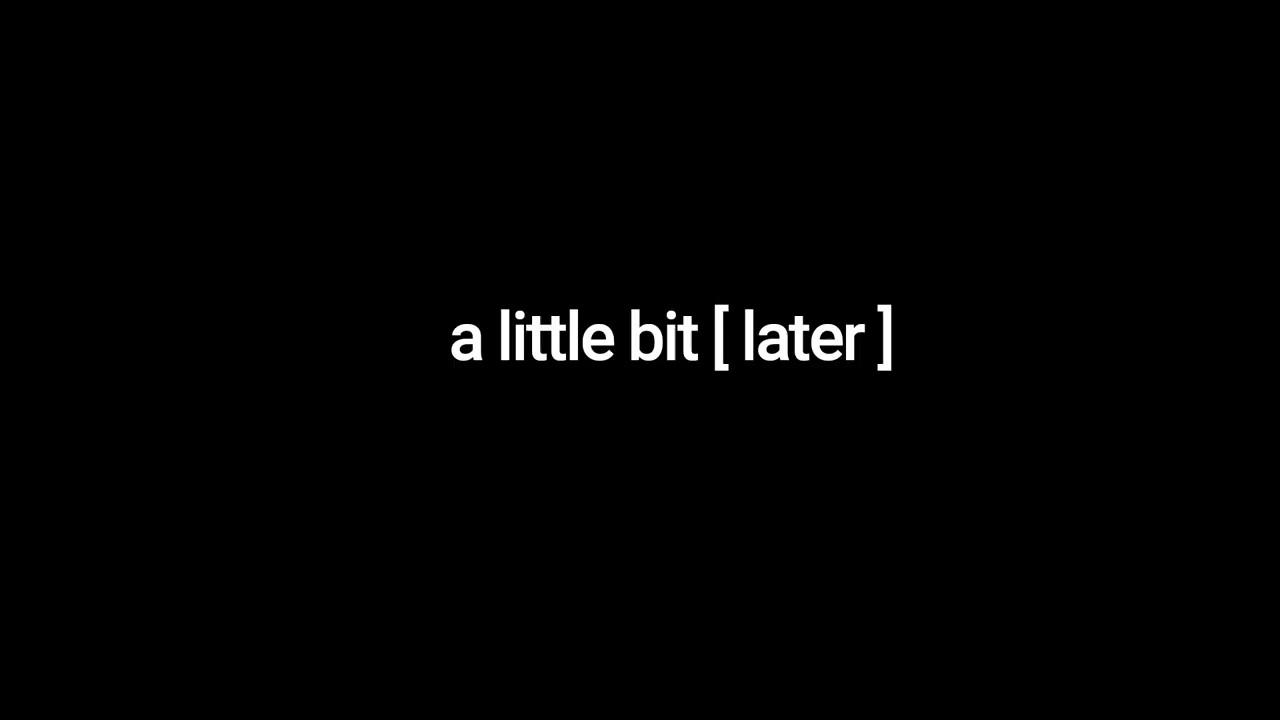 a little bit [ later ]